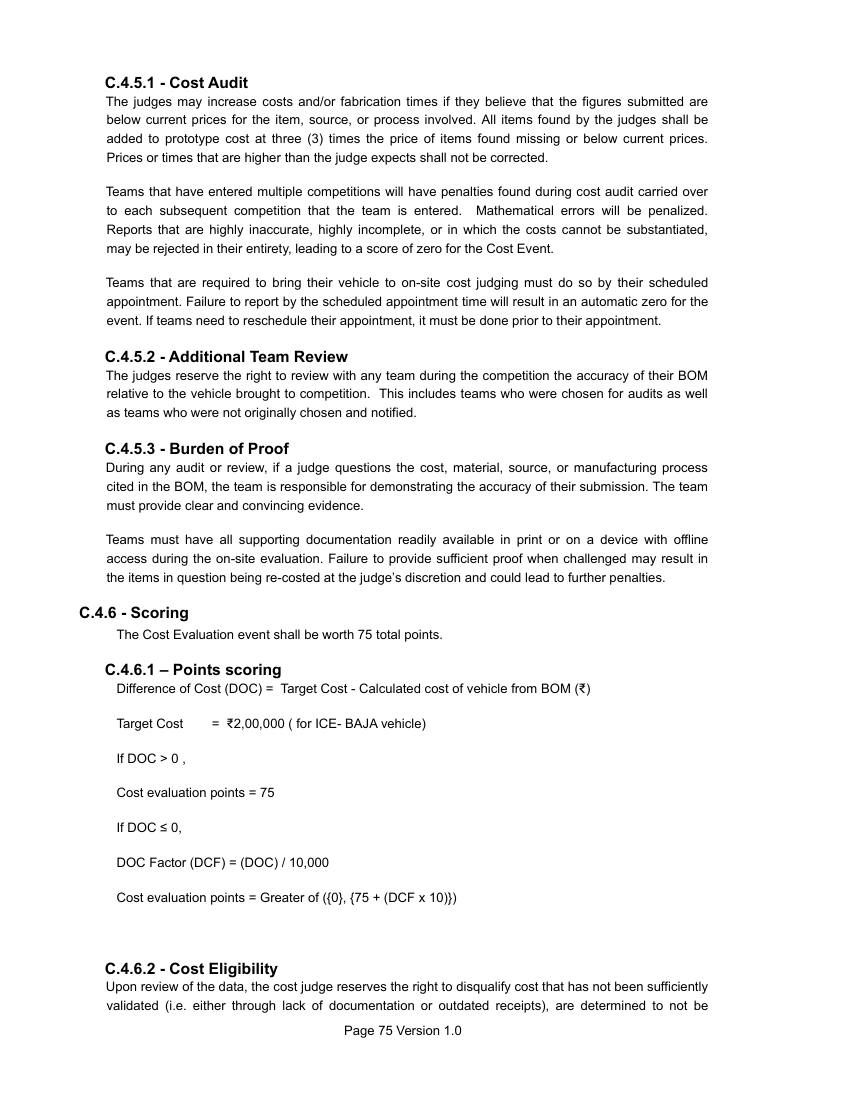 C.4.5.1 - Cost Audit
The judges may increase costs and/or fabrication times if they believe that the figures submitted are
below current prices for the item, source, or process involved. All items found by the judges shall be
added to prototype cost at three (3) times the price of items found missing or below current prices.
Prices or times that are higher than the judge expects shall not be corrected.
Teams that have entered multiple competitions will have penalties found during cost audit carried over
to each subsequent competition that the team is entered.  Mathematical errors will be penalized.
Reports that are highly inaccurate, highly incomplete, or in which the costs cannot be substantiated,
may be rejected in their entirety, leading to a score of zero for the Cost Event.
Teams that are required to bring their vehicle to on-site cost judging must do so by their scheduled
appointment. Failure to report by the scheduled appointment time will result in an automatic zero for the
event. If teams need to reschedule their appointment, it must be done prior to their appointment.
C.4.5.2 - Additional Team Review
The judges reserve the right to review with any team during the competition the accuracy of their BOM
relative to the vehicle brought to competition.  This includes teams who were chosen for audits as well
as teams who were not originally chosen and notified.
C.4.5.3 - Burden of Proof
During any audit or review, if a judge questions the cost, material, source, or manufacturing process
cited in the BOM, the team is responsible for demonstrating the accuracy of their submission. The team
must provide clear and convincing evidence.
Teams must have all supporting documentation readily available in print or on a device with offline
access during the on-site evaluation. Failure to provide sufficient proof when challenged may result in
the items in question being re-costed at the judge’s discretion and could lead to further penalties.
C.4.6 - Scoring
The Cost Evaluation event shall be worth 75 total points.
C.4.6.1 – Points scoring
Difference of Cost (DOC) =  Target Cost - Calculated cost of vehicle from BOM (₹)
Target Cost = ₹2,00,000 ( for ICE- BAJA vehicle)
If DOC > 0 ,
Cost evaluation points = 75
If DOC ≤ 0,
DOC Factor (DCF) = (DOC) / 10,000
Cost evaluation points = Greater of ({0}, {75 + (DCF x 10)})
C.4.6.2 - Cost Eligibility
Upon review of the data, the cost judge reserves the right to disqualify cost that has not been sufficiently
validated (i.e. either through lack of documentation or outdated receipts), are determined to not be
Page 75 Version 1.0